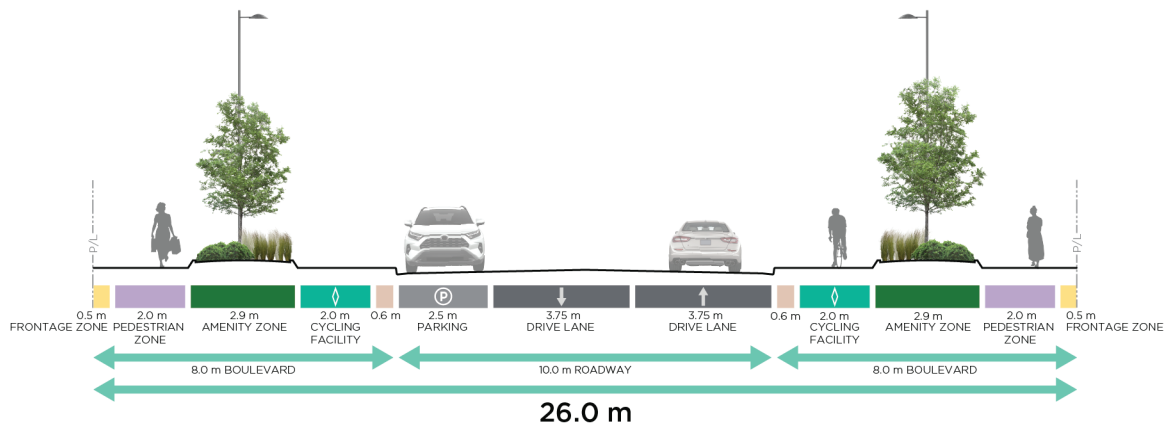 P/L
P/L
P
0.5 m 2.0 m 2.9 m 2.0 m 0.6 m 2.5 m 3.75 m 3.75 m 0.6 m 2.0 m 2.9 m 2.0 m 0.5 m
FRONTAGE ZONE PEDESTRIAN AMENITY ZONE CYCLING PARKING DRIVE LANE DRIVE LANE CYCLING AMENITY ZONE PEDESTRIAN FRONTAGE ZONE
ZONE FACILITY FACILITY ZONE
8.0 m BOULEVARD 10.0 m ROADWAY 8.0 m BOULEVARD
26.0 m